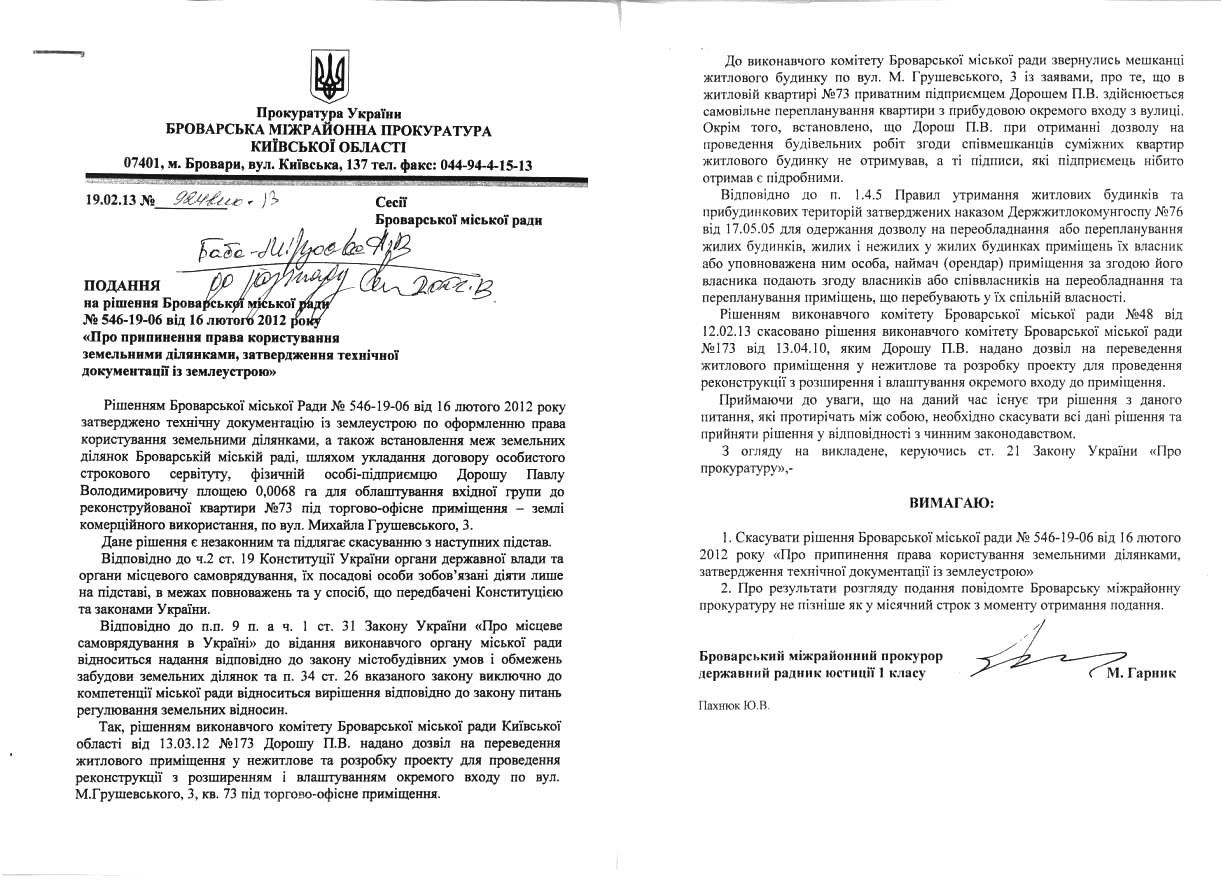 Прокуратура України
БРОВАРСЬКА МІЖРАЙОННА ПРОКУРАТУРА
КИЇВСЬКОЇ ОБЛАСТІ
07401, м. Бровари, вул. Київська, 137 тел. факс: 044-94-4-15-13
19.02.13 №
Сесії
Броварської міської ради
ПОДАННЯ
на рішення Броварської міської ради
№ 546-19-06 від 16 лютого 2012 року
«Про припинення права користування
земельними ділянками, затвердження технічної
документації із землеустрою»
Рішенням Броварської міської Ради № 546-19-06 від 16 лютого 2012 року
затверджено технічну документацію із землеустрою по оформленню права
користування земельними ділянками, а також встановлення меж земельних
ділянок Броварській міській раді, шляхом укладання договору особистого
строкового сервітуту, фізичній особі-підприємцю Дорошу Павлу
Володимировичу площею 0,0068 га для облаштування вхідної групи до
реконструйованої квартири №73 під торгово-офісне приміщення – землі
комерційного використання, по вул. Михайла Грушевського, 3.
Дане рішення є незаконним та підлягає скасуванню з наступних підстав.
Відповідно до ч.2 ст. 19 Конституції України органи державної влади та
органи місцевого самоврядування, їх посадові особи зобов’язані діяти лише
на підставі, в межах повноважень та у спосіб, що передбачені Конституцією
та законами України.
Відповідно до п.п. 9 п. а ч. 1 ст. 31 Закону України «Про місцеве
самоврядування в Україні» до відання виконавчого органу міської ради
відноситься надання відповідно до закону містобудівних умов і обмежень
забудови земельних ділянок та п. 34 ст. 26 вказаного закону виключно до
компетенції міської ради відноситься вирішення відповідно до закону питань
регулювання земельних відносин.
Так, рішенням виконавчого комітету Броварської міської ради Київської
області від 13.03.12 №173 Дорошу П.В. надано дозвіл на переведення
житлового приміщення у нежитлове та розробку проекту для проведення
реконструкції з розширенням і влаштуванням окремого входу по вул.
М.Грушевського, 3, кв. 73 під торгово-офісне приміщення.
До виконавчого комітету Броварської міської ради звернулись мешканці
житлового будинку по вул. М. Грушевського, 3 із заявами, про те, що в
житловій квартирі №73 приватним підприємцем Дорошем П.В. здійснюється
самовільне перепланування квартири з прибудовою окремого входу з вулиці.
Окрім того, встановлено, що Дорош П.В. при отриманні дозволу на
проведення будівельних робіт згоди співмешканців суміжних квартир
житлового будинку не отримував, а ті підписи, які підприємець нібито
отримав є підробними.
Відповідно до п. 1.4.5 Правил утримання житлових будинків та
прибудинкових територій затверджених наказом Держжитлокомунгоспу №76
від 17.05.05 для одержання дозволу на переобладнання або перепланування
жилих будинків, жилих і нежилих у жилих будинках приміщень їх власник
або уповноважена ним особа, наймач (орендар) приміщення за згодою його
власника подають згоду власників або співвласників на переобладнання та
перепланування приміщень, що перебувають у їх спільній власності.
Рішенням виконавчого комітету Броварської міської ради №48 від
12.02.13 скасовано рішення виконавчого комітету Броварської міської ради
№173 від 13.04.10, яким Дорошу П.В. надано дозвіл на переведення
житлового приміщення у нежитлове та розробку проекту для проведення
реконструкції з розширення і влаштування окремого входу до приміщення.
Приймаючи до уваги, що на даний час існує три рішення з даного
питання, які протирічать між собою, необхідно скасувати всі дані рішення та
прийняти рішення у відповідності з чинним законодавством.
З огляду на викладене, керуючись ст. 21 Закону України «Про
прокуратуру»,-
ВИМАГАЮ:
1. Скасувати рішення Броварської міської ради № 546-19-06 від 16 лютого
2012 року «Про припинення права користування земельними ділянками,
затвердження технічної документації із землеустрою»
2. Про результати розгляду подання повідомте Броварську міжрайонну
прокуратуру не пізніше як у місячний строк з моменту отримання подання.
Броварський міжрайонний прокурор
державний радник юстиції 1 класу М. Гарник
Пахнюк Ю.В.